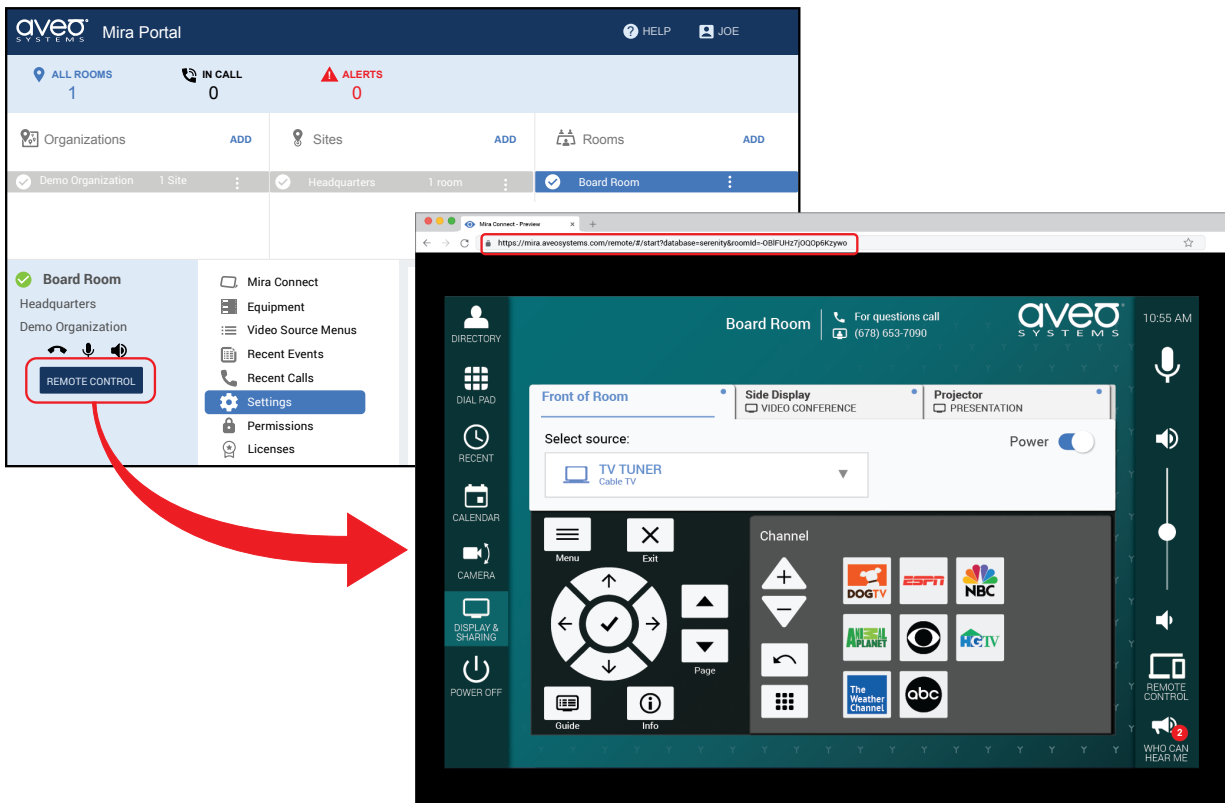 aveo
SYSTEMS
Mira Portal
HELP
JOE
ALL ROOMS
1
IN CALL
0
ALERTS
0
Organizations
ADD
Sites
ADD
Rooms
ADD
Demo Organization
1 Site
Headquarters
1 room
Board Room
Board Room
Headquarters
Demo Organization
REMOTE CONTROL
Mira Connect
Equipment
Video Source Menus
Recent Events
Recent Calls
Settings
Permissions
Licenses
Mira Connect - Preview
https://mira.aveosystems.com/remote/#/start?database=serenity&roomId=-OBlFUHz7jOQOp6Kzywo
DIRECTORY
DIAL PAD
RECENT
CALENDAR
CAMERA
DISPLAY &
SHARING
POWER OFF
Board Room
For questions call
(678) 653-7090
aveo
SYSTEMS
Front of Room
Side Display
VIDEO CONFERENCE
Projector
PRESENTATION
Select source:
Power
TV TUNER
Cable TV
Menu
Exit
Page
Guide
Info
Channel
DOGTV
ESPN
NBC
ANIMAL
PLANET
HGTV
The
Weather
Channel
abc
10:55 AM
REMOTE
CONTROL
2
WHO CAN
HEAR ME